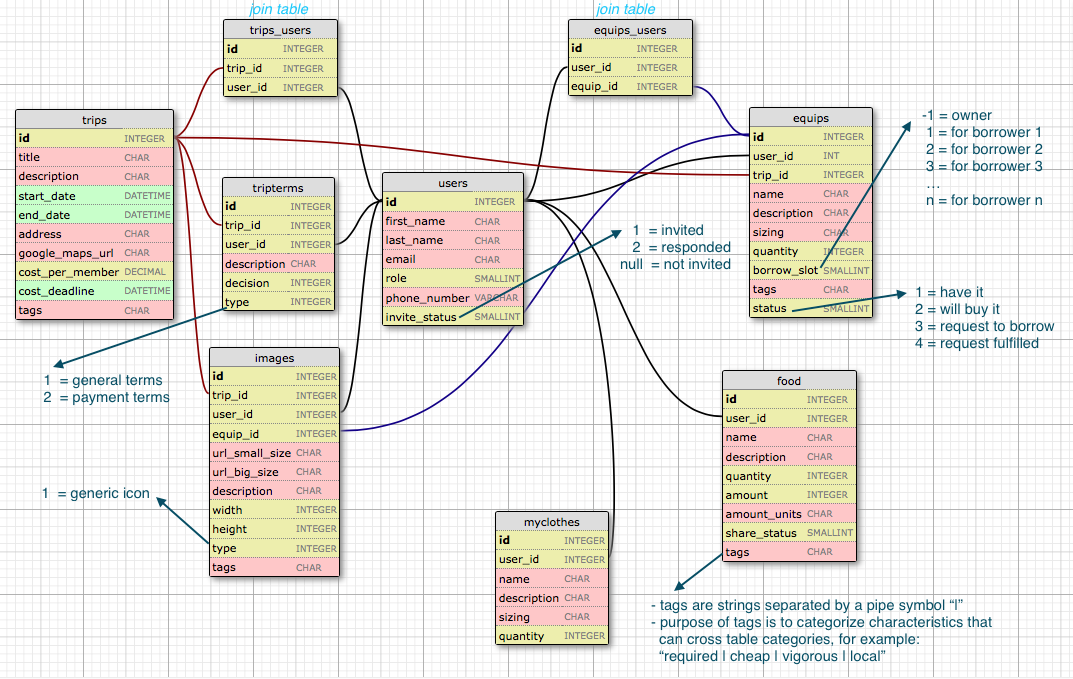 join table
trips_users
id INTEGER
trip_id INTEGER
user_id INTEGER
join table
equips_users
id INTEGER
user_id INTEGER
equip_id INTEGER
trips
id INTEGER
title CHAR
description CHAR
start_date DATETIME
end_date DATETIME
address CHAR
google_maps_url CHAR
cost_per_member DECIMAL
cost_deadline DATETIME
tags CHAR
tripterms
id INTEGER
trip_id INTEGER
user_id INTEGER
description CHAR
decision INTEGER
type INTEGER
1 = general terms
2 = payment terms
users
id INTEGER
first_name CHAR
last_name CHAR
email CHAR
role SMALLINT
phone_number VARCHAR
invite_status SMALLINT
1 = invited
2 = responded
null = not invited
equips
id INTEGER
user_id INT
trip_id INTEGER
name CHAR
description CHAR
sizing CHAR
quantity INTEGER
borrow_slot SMALLINT
tags CHAR
status SMALLINT
-1 = owner
1 = for borrower 1
2 = for borrower 2
3 = for borrower 3
...
n = for borrower n
1 = have it
2 = will buy it
3 = request to borrow
4 = request fulfilled
images
id INTEGER
trip_id INTEGER
user_id INTEGER
equip_id INTEGER
url_small_size CHAR
url_big_size CHAR
description CHAR
width INTEGER
height INTEGER
type INTEGER
tags CHAR
1 = generic icon
food
id INTEGER
user_id INTEGER
name CHAR
description CHAR
quantity INTEGER
amount INTEGER
amount_units CHAR
share_status SMALLINT
tags CHAR
myclothes
id INTEGER
user_id INTEGER
name CHAR
description CHAR
sizing CHAR
quantity INTEGER
- tags are strings separated by a pipe symbol “|”
- purpose of tags is to categorize characteristics that
can cross table categories, for example:
“required | cheap | vigorous | local”